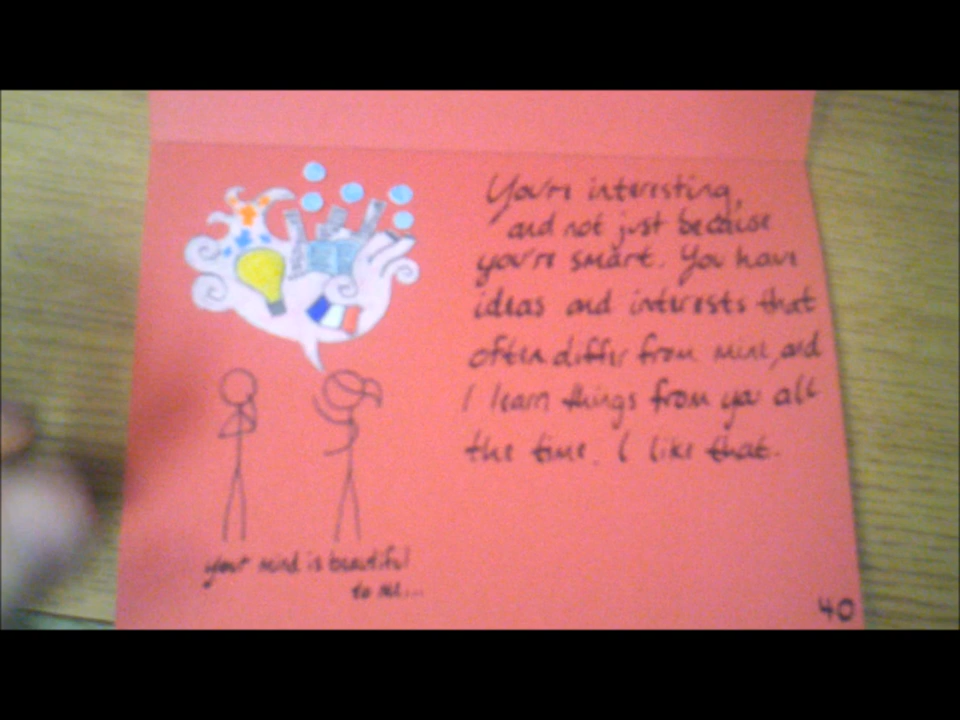 You're interesting,
and not just because
you're smart. You have
ideas and interests that
often differ from mine, and
I learn things from you all
the time. I like that.
your mind is beautiful
to me...
40